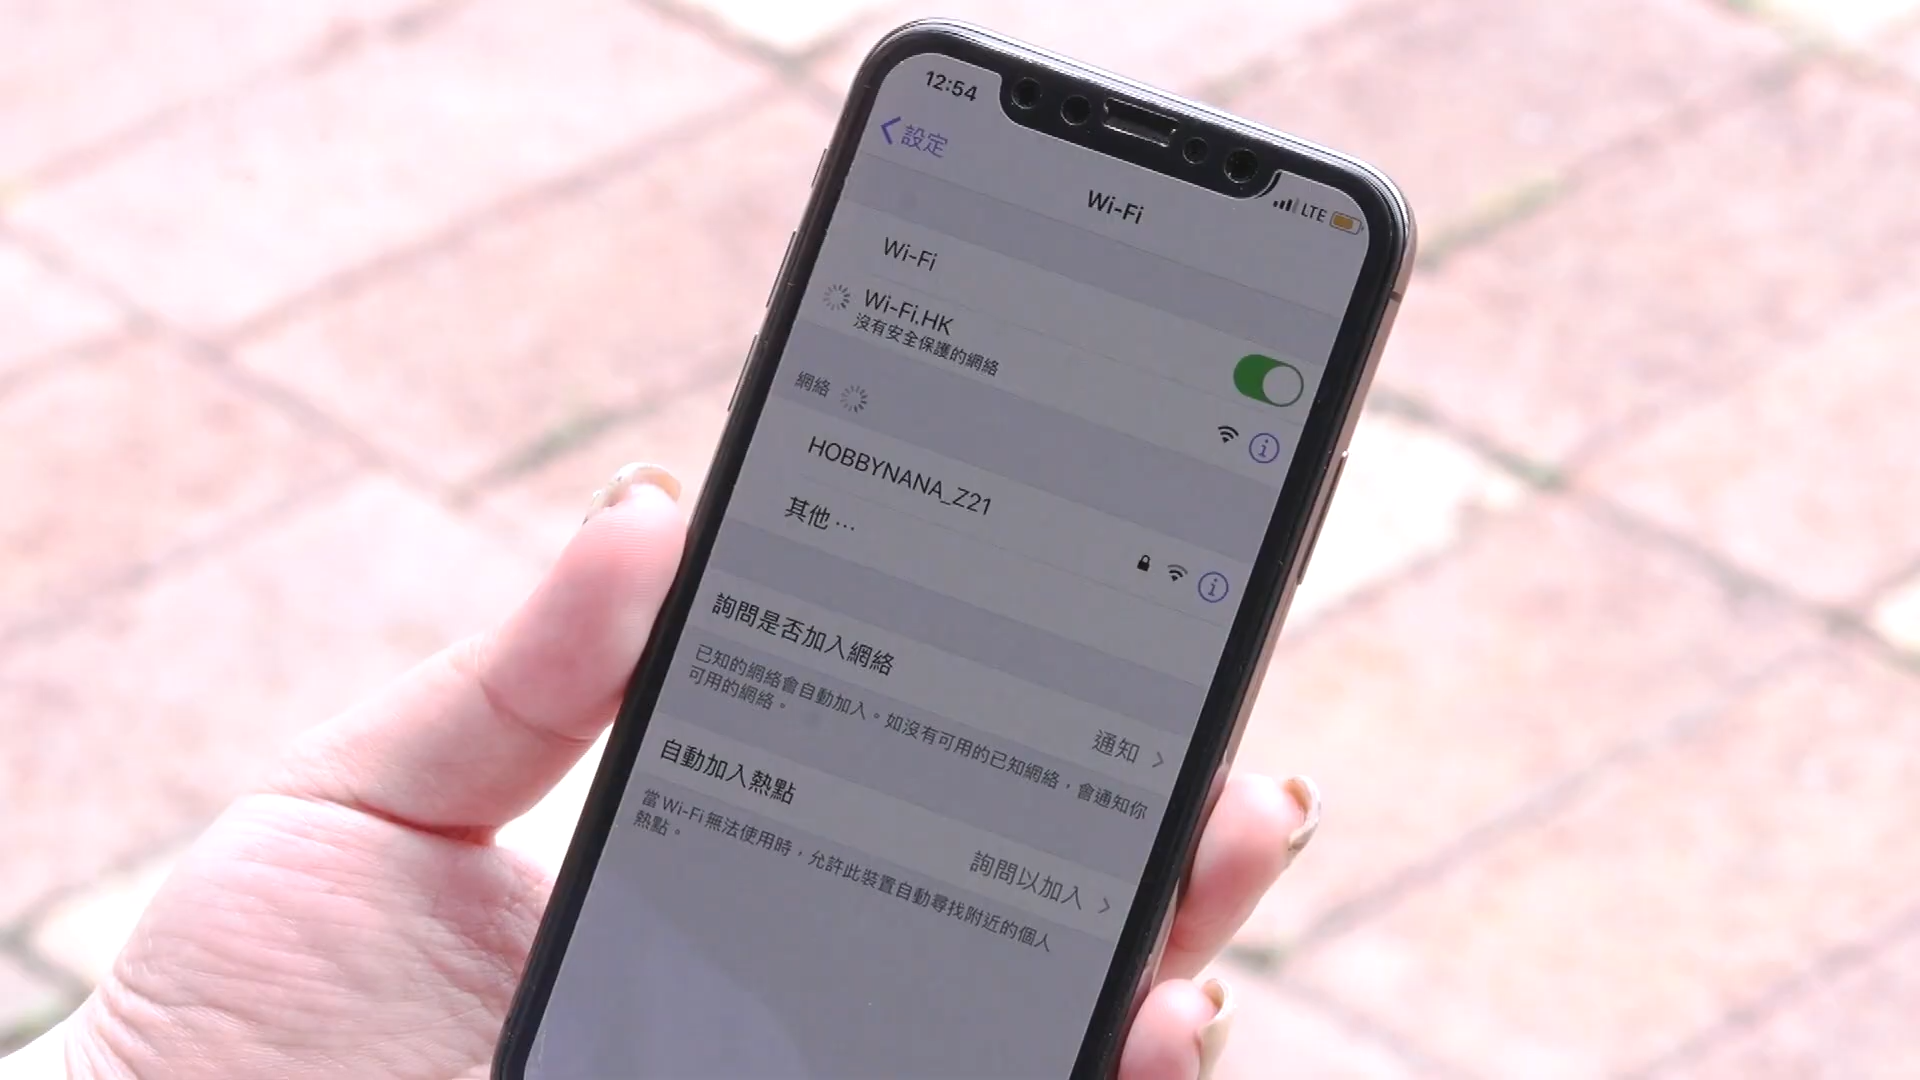 12:54
LTE
設定
Wi-Fi
Wi-Fi
Wi-Fi.HK
沒有安全保護的網絡
網絡
HOBBYNANA_Z21
其他 ...
詢問是否加入網絡
通知
已知的網絡會自動加入。如沒有可用的已知網絡，會通知你
可用的網絡。
自動加入熱點
詢問以加入
當 Wi-Fi 無法使用時，允許此裝置自動尋找附近的個人
熱點。